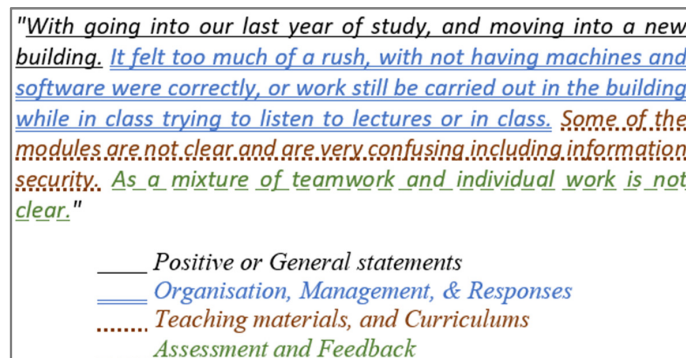 "With going into our last year of study, and moving into a new
building. It felt too much of a rush, with not having machines and
software were correctly, or work still be carried out in the building
while in class trying to listen to lectures or in class. Some of the
modules are not clear and are very confusing including information
security. As a mixture of teamwork and individual work is not
clear."
Positive or General statements
Organisation, Management, & Responses
Teaching materials, and Curriculums
Assessment and Feedback